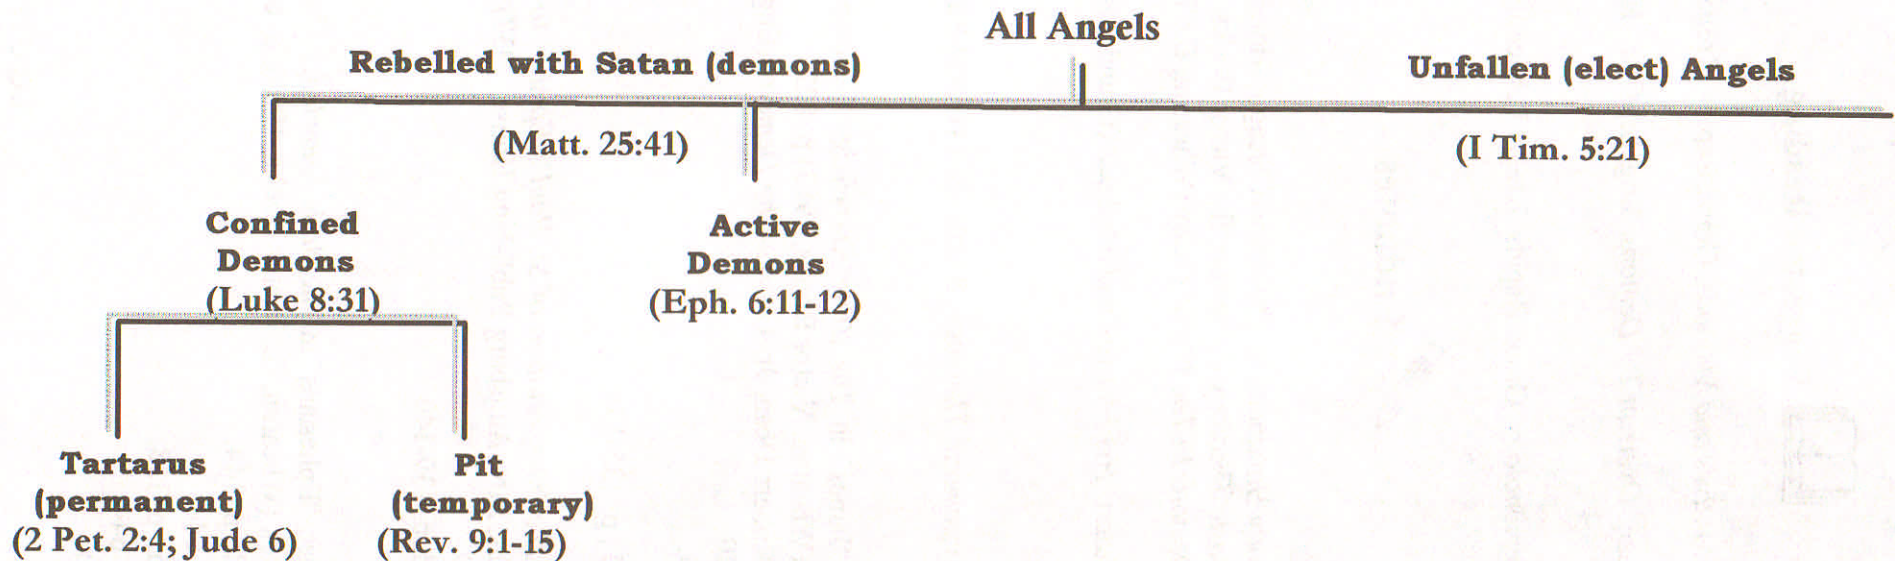 All Angels
Rebelled with Satan (demons)
Unfallen (elect) Angels
(Matt. 25:41)
(I Tim. 5:21)
Confined
Demons
(Luke 8:31)
Active
Demons
(Eph. 6:11-12)
Tartarus
(permanent)
(2 Pet. 2:4; Jude 6)
Pit
(temporary)
(Rev. 9:1-15)